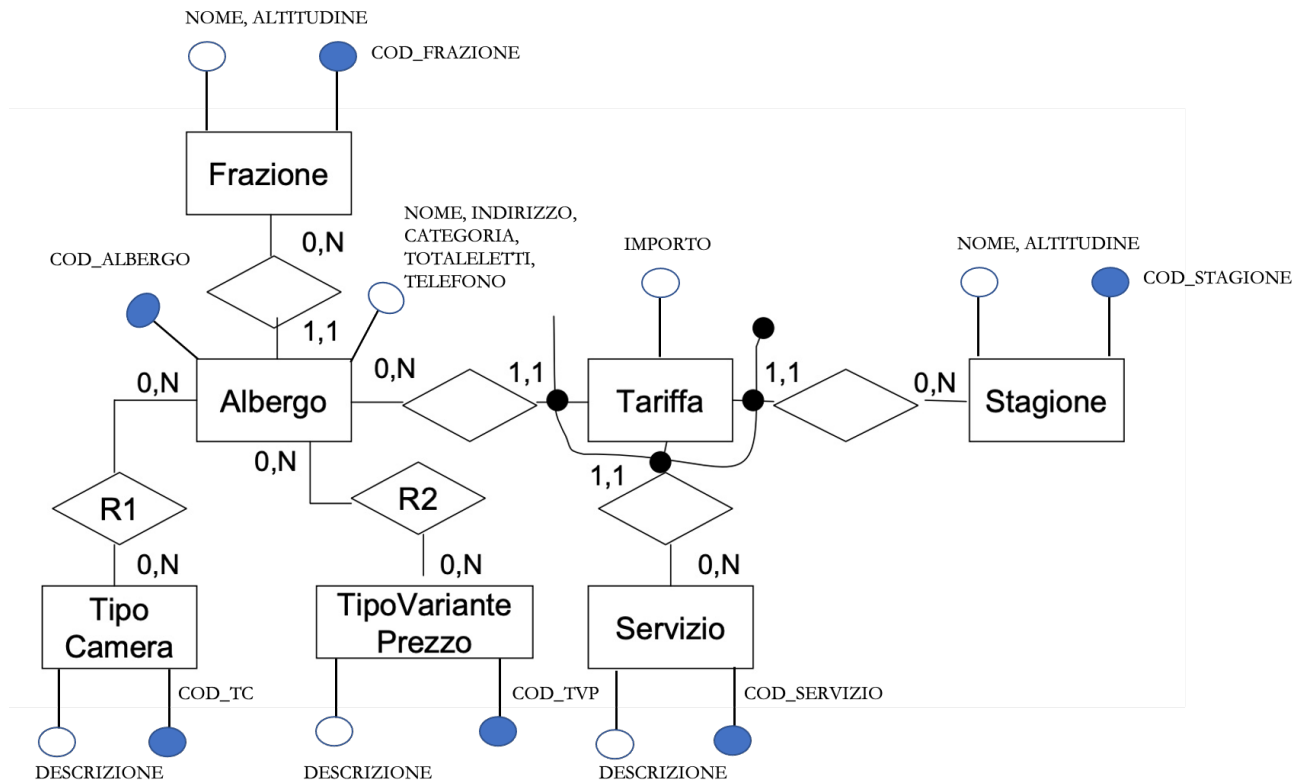 NOME, ALTITUDINE
COD_FRAZIONE
Frazione
0,N
NOME, INDIRIZZO,
CATEGORIA,
TOTALELETTI,
TELEFONO
COD_ALBERGO
IMPORTO
NOME, ALTITUDINE
COD_STAGIONE
1,1
0,N
Albergo
0,N
1,1
Tariffa
1,1
0,N
Stagione
0,N
1,1
R1
R2
0,N
0,N
0,N
Tipo
Camera
TipoVariante
Prezzo
Servizio
COD_TC
COD_TVP
COD_SERVIZIO
DESCRIZIONE
DESCRIZIONE
DESCRIZIONE